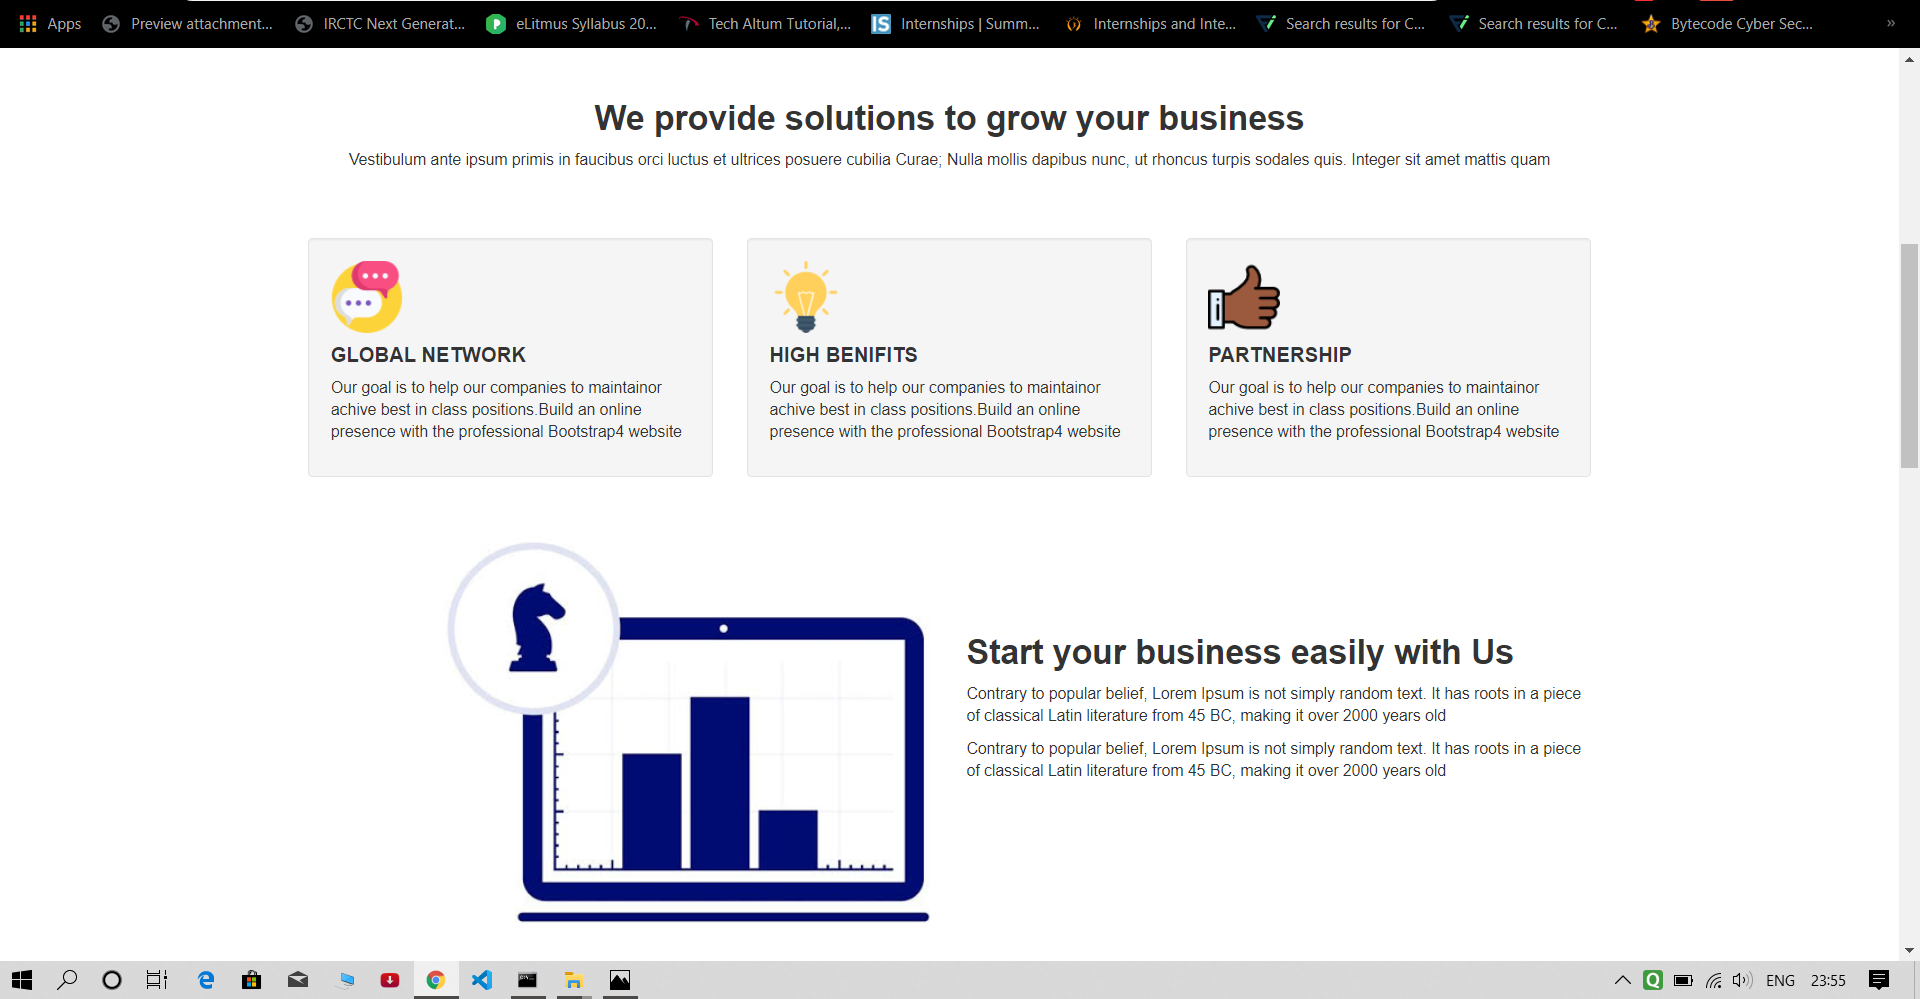 Apps Preview attachment... IRCTC Next Generat... eLitmus Syllabus 20... Tech Altum Tutorial,... Internships | Summ... Internships and Inte... Search results for C... Search results for C... Bytecode Cyber Sec... »
We provide solutions to grow your business
Vestibulum ante ipsum primis in faucibus orci luctus et ultrices posuere cubilia Curae; Nulla mollis dapibus nunc, ut rhoncus turpis sodales quis. Integer sit amet mattis quam
GLOBAL NETWORK
Our goal is to help our companies to maintainor
achive best in class positions.Build an online
presence with the professional Bootstrap4 website
HIGH BENIFITS
Our goal is to help our companies to maintainor
achive best in class positions.Build an online
presence with the professional Bootstrap4 website
PARTNERSHIP
Our goal is to help our companies to maintainor
achive best in class positions.Build an online
presence with the professional Bootstrap4 website
Start your business easily with Us
Contrary to popular belief, Lorem Ipsum is not simply random text. It has roots in a piece
of classical Latin literature from 45 BC, making it over 2000 years old
Contrary to popular belief, Lorem Ipsum is not simply random text. It has roots in a piece
of classical Latin literature from 45 BC, making it over 2000 years old
ENG 23:55